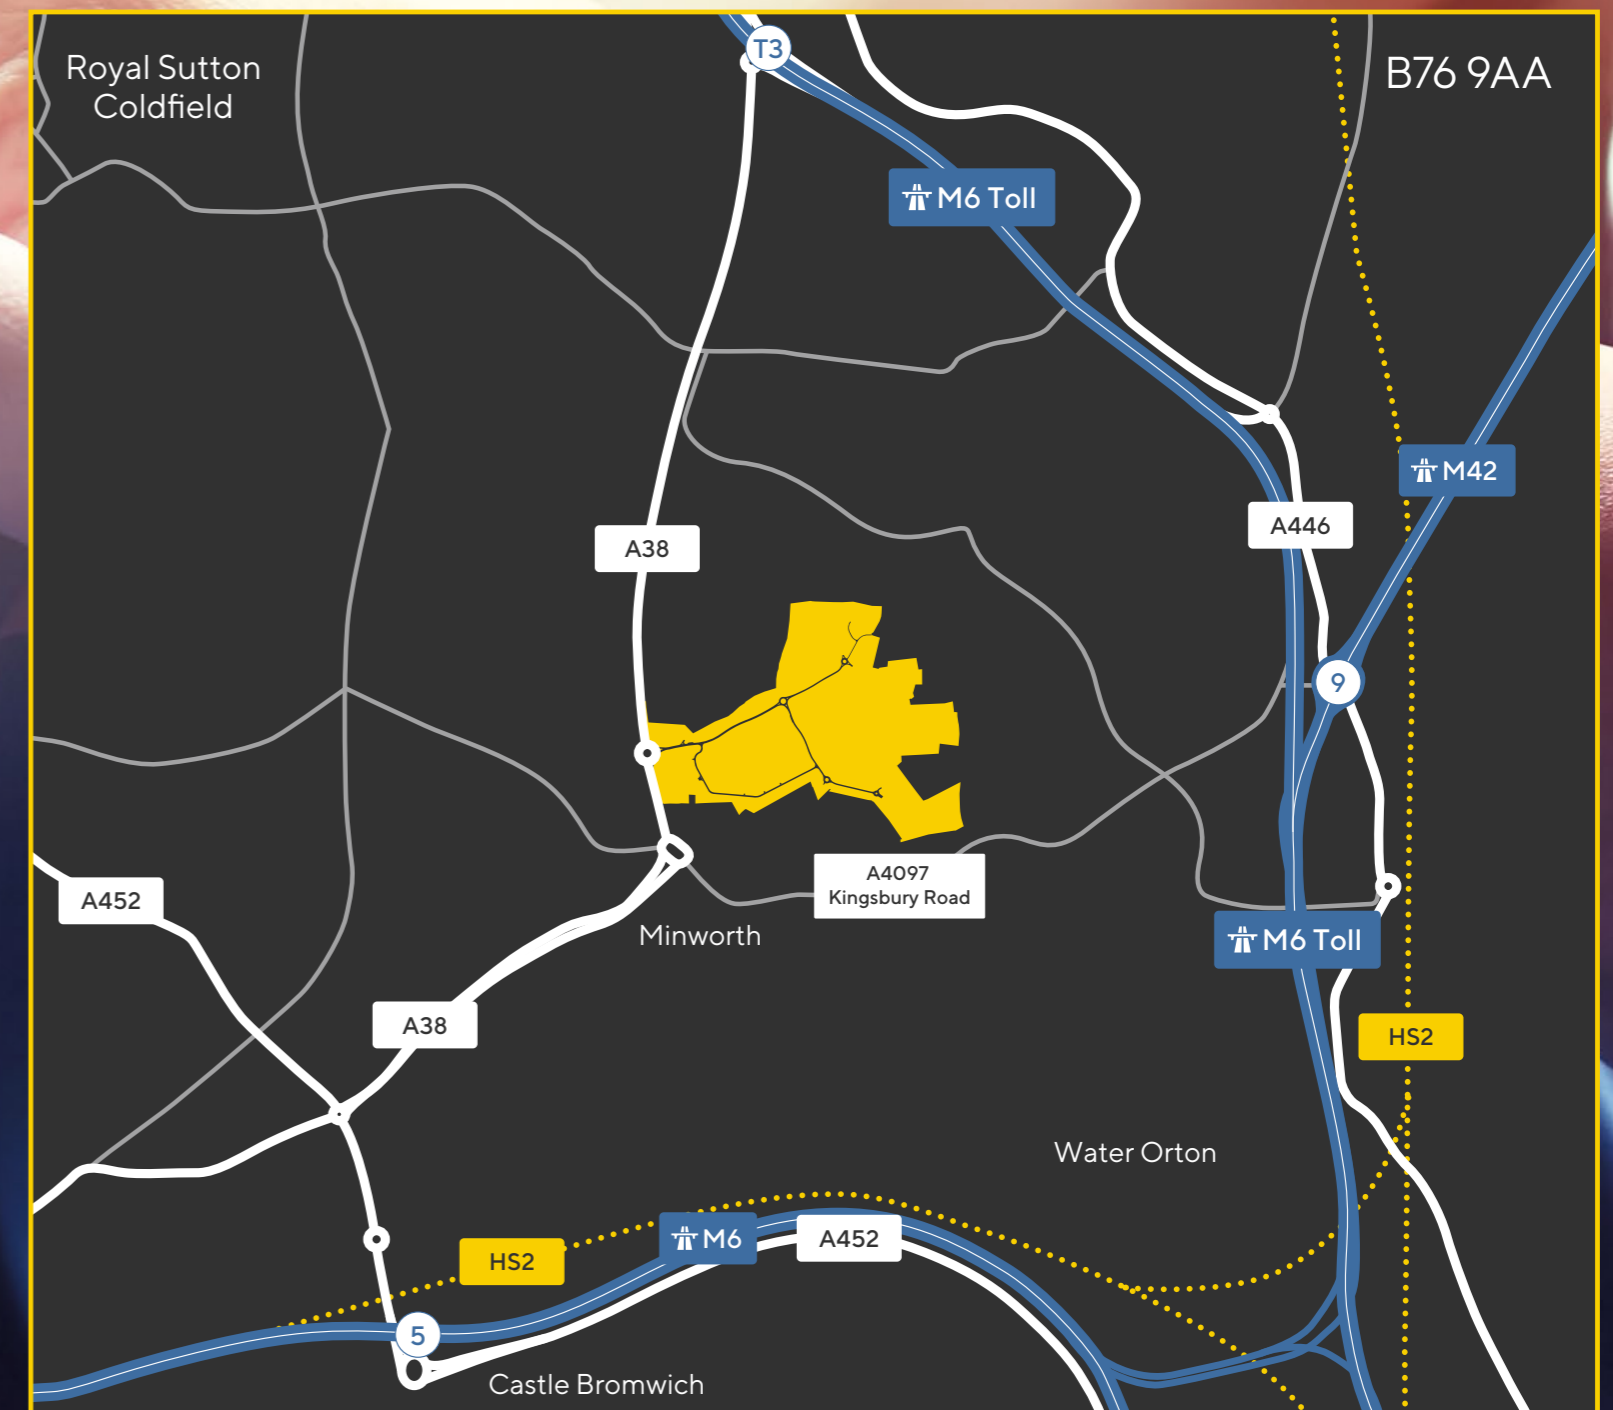 T3
Royal Sutton
Coldfield
B76 9AA
M6 Toll
M42
A446
A38
9
A4097
Kingsbury Road
A452
Minworth
M6 Toll
A38
HS2
Water Orton
M6
A452
HS2
5
Castle Bromwich